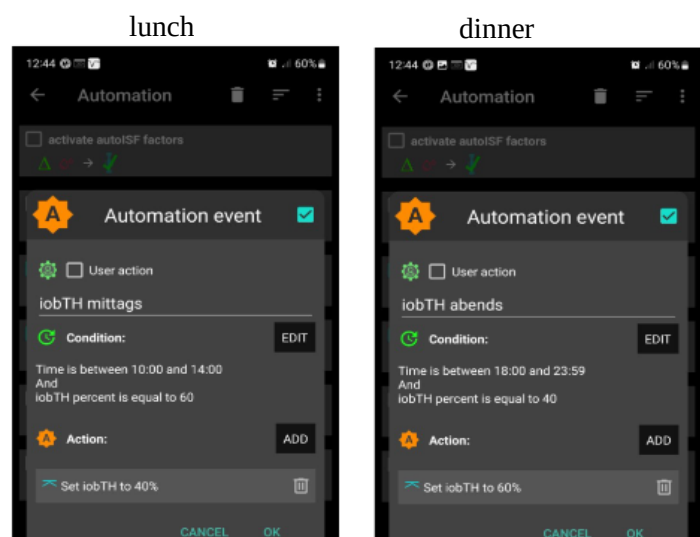 lunch
dinner
12:44
60%
Automation
activate autoISF factors
A
Automation event
User action
iobTH mittags
Condition:
EDIT
Time is between 10:00 and 14:00
And
iobTH percent is equal to 60
A
Action:
ADD
Set iobTH to 40%
CANCEL
OK
12:44
60%
Automation
activate autoISF factors
A
Automation event
User action
iobTH abends
Condition:
EDIT
Time is between 18:00 and 23:59
And
iobTH percent is equal to 40
A
Action:
ADD
Set iobTH to 60%
CANCEL
OK